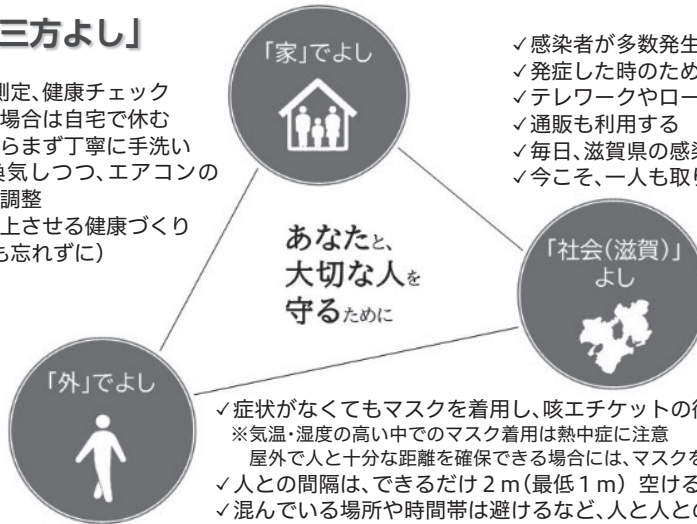 三方よし」
「家」でよし
測定、健康チェック
場合は自宅で休む
らまず丁寧に手洗い
換気しつつ、エアコンの
調整
上させる健康づくり
も忘れずに）
✓感染者が多数発生
✓発症した時のため
✓テレワークやロー
✓通販も利用する
✓毎日、滋賀県の感染
✓今こそ、一人も取り
あなたと、
大切な人を
守るために
「社会（滋賀）」
よし
「外」でよし
✓症状がなくてもマスクを着用し、咳エチケットの
※気温・湿度の高い中でのマスク着用は熱中症に注意
屋外で人と十分な距離を確保できる場合には、マスクを
✓人との間隔は、できるだけ２ｍ（最低１ｍ）空ける
✓混んでいる場所や時間帯は避けるなど、人と人との